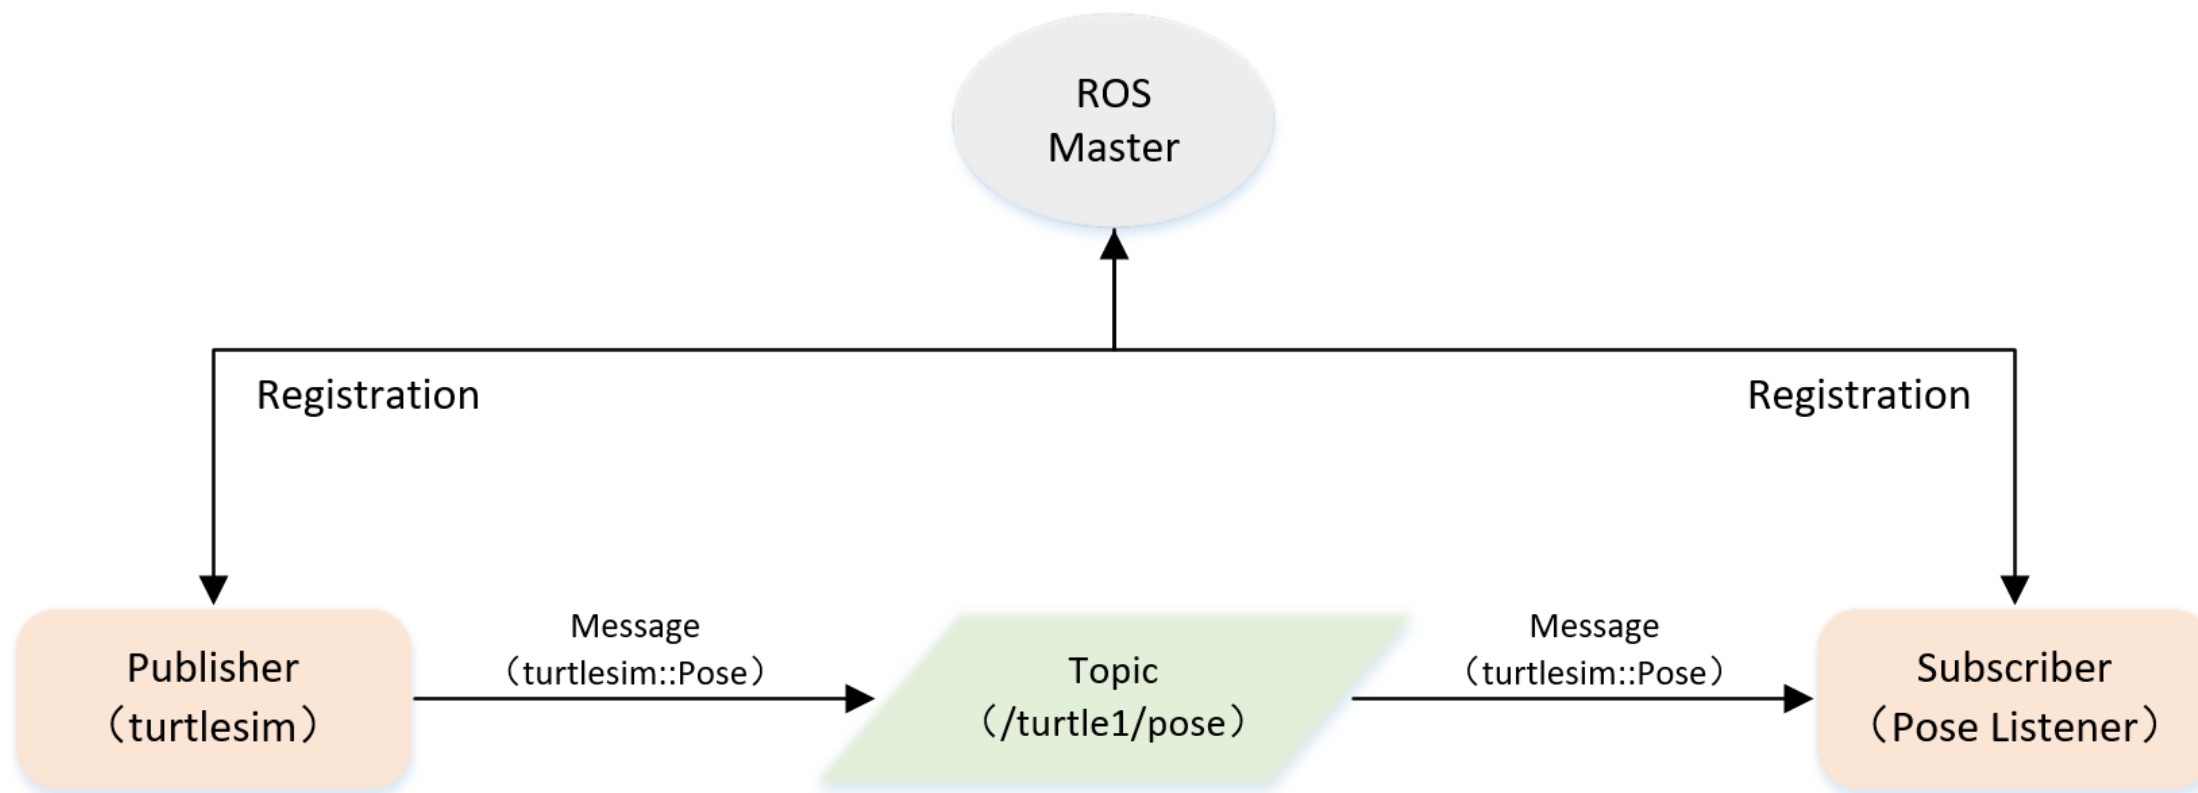 ROS
Master
Registration
Registration
Message
（turtlesim::Pose）
Message
（turtlesim::Pose）
Publisher
（turtlesim）
Topic
（/turtle1/pose）
Subscriber
（Pose Listener）